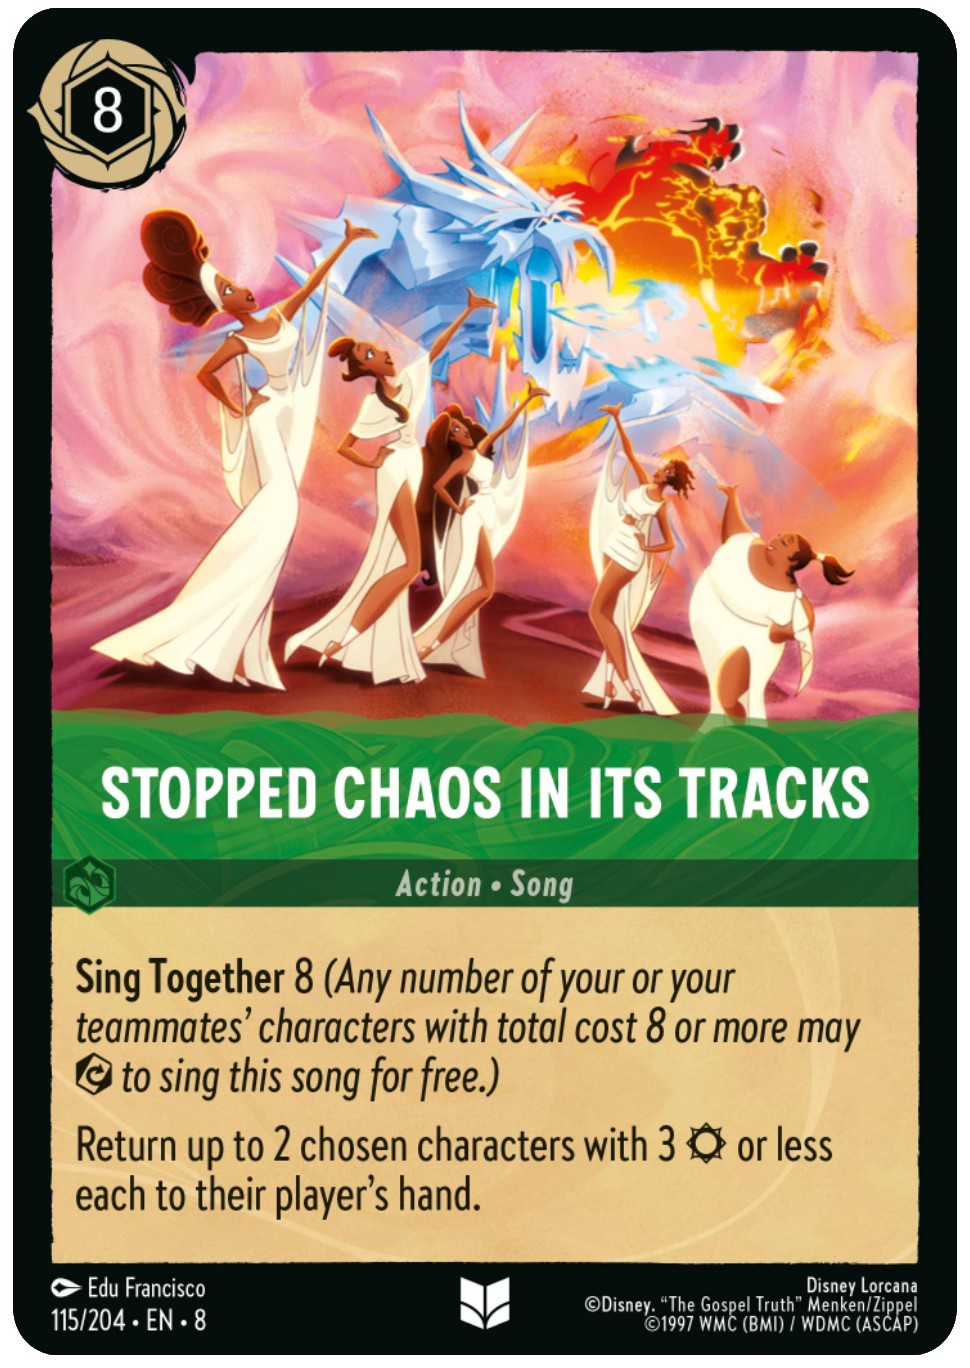 8
STOPPED CHAOS IN ITS TRACKS
Action • Song
Sing Together 8 (Any number of your or your
teammates’ characters with total cost 8 or more may
to sing this song for free.)
Return up to 2 chosen characters with 3 or less
each to their player’s hand.
Edu Francisco
115/204 • EN • 8
Disney Lorcana
©Disney. “The Gospel Truth” Menken/Zippel
©1997 WMC (BMI) / WDMC (ASCAP)